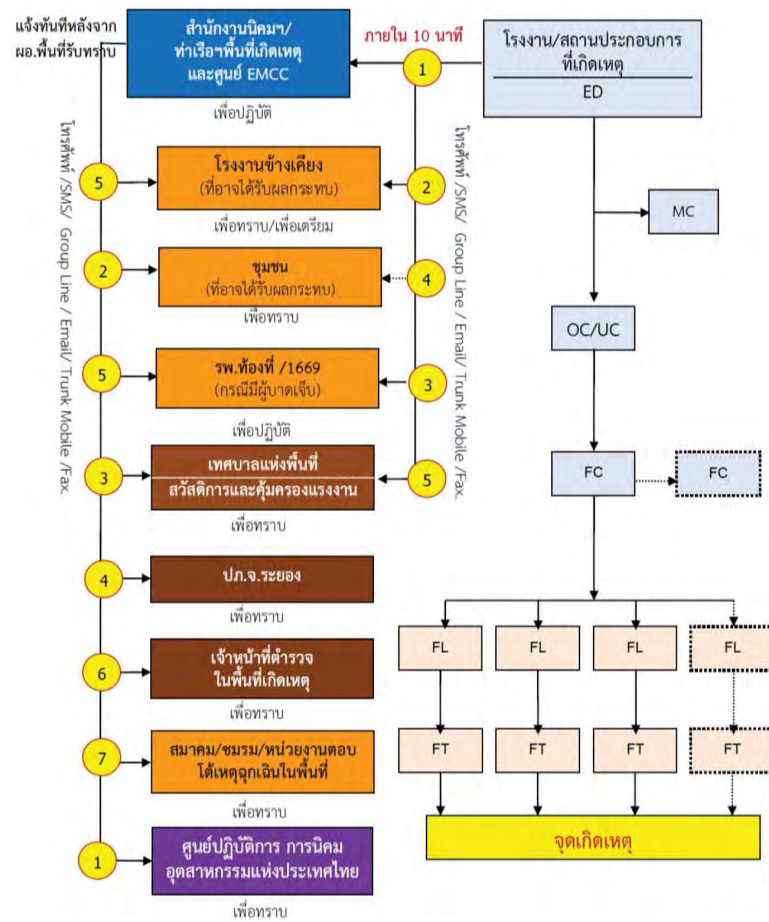 แจ้งทันทีหลังจาก
ผอ.พื้นที่รับทราบ
สำนักงานนิคมฯ/
ท่าเรือฯพื้นที่เกิดเหตุ
และศูนย์ EMCC
เพื่อปฏิบัติ
ภายใน 10 นาที
1
โรงงาน/สถานประกอบการ
ที่เกิดเหตุ
ED
โทรศัพท์ /SMS/ Group Line / Email/ Trunk Mobile /Fax.
โทรศัพท์ /SMS/ Group Line / Email/ Trunk Mobile /Fax.
5
โรงงานข้างเคียง
(ที่อาจได้รับผลกระทบ)
2
เพื่อทราบ/เพื่อเตรียม
MC
2
ชุมชน
(ที่อาจได้รับผลกระทบ)
4
เพื่อทราบ
OC/UC
5
รพ.ท้องที่ /1669
(กรณีมีผู้บาดเจ็บ)
3
เพื่อปฏิบัติ
3
เทศบาลแห่งพื้นที่
สวัสดิการและคุ้มครองแรงงาน
5
เพื่อทราบ
FC
FC
4
ปภ.จ.ระยอง
เพื่อทราบ
6
เจ้าหน้าที่ตำรวจ
ในพื้นที่เกิดเหตุ
เพื่อทราบ
FL
FL
FL
FL
7
สมาคม/ชมรม/หน่วยงานตอบ
โต้เหตุฉุกเฉินในพื้นที่
เพื่อทราบ
FT
FT
FT
FT
จุดเกิดเหตุ
1
ศูนย์ปฏิบัติการ การนิคม
อุตสาหกรรมแห่งประเทศไทย
เพื่อทราบ